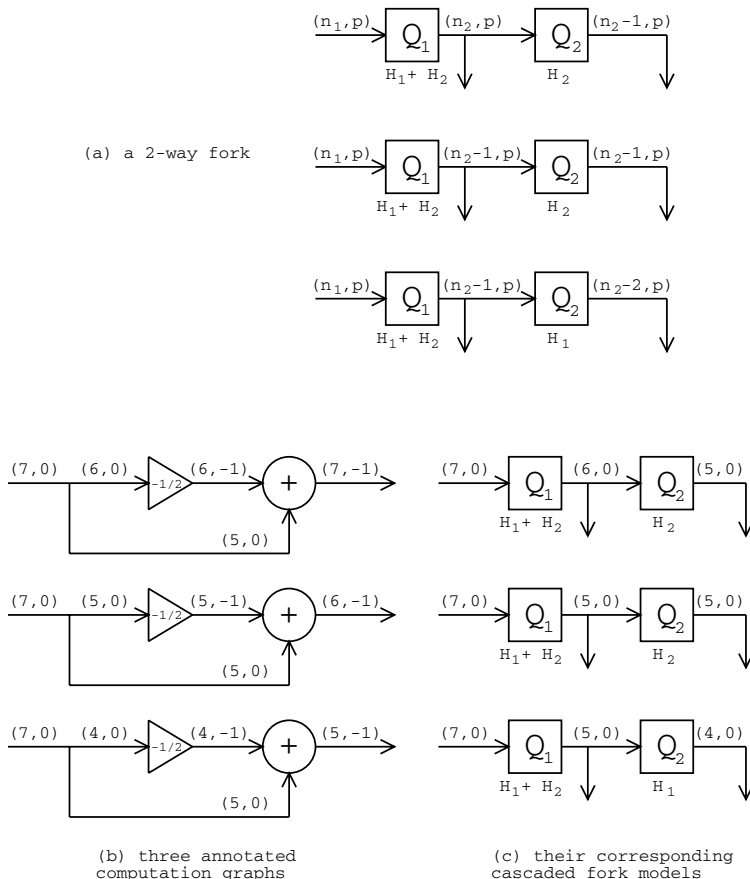 (n1,p) Q1 (n2,p) Q2 (n2-1,p)
H1+ H2 H2
(a) a 2-way fork
(n1,p) Q1 (n2-1,p) Q2 (n2-1,p)
H1+ H2 H2
(n1,p) Q1 (n2-1,p) Q2 (n2-2,p)
H1+ H2 H1
(7,0) (6,0) -1/2 (6,-1) + (7,-1)
(5,0)
(7,0) Q1 (6,0) Q2 (5,0)
H1+ H2 H2
(7,0) (5,0) -1/2 (5,-1) + (6,-1)
(5,0)
(7,0) Q1 (5,0) Q2 (5,0)
H1+ H2 H2
(7,0) (4,0) -1/2 (4,-1) + (5,-1)
(5,0)
(7,0) Q1 (5,0) Q2 (4,0)
H1+ H2 H1
(b) three annotated
computation graphs
(c) their corresponding
cascaded fork models